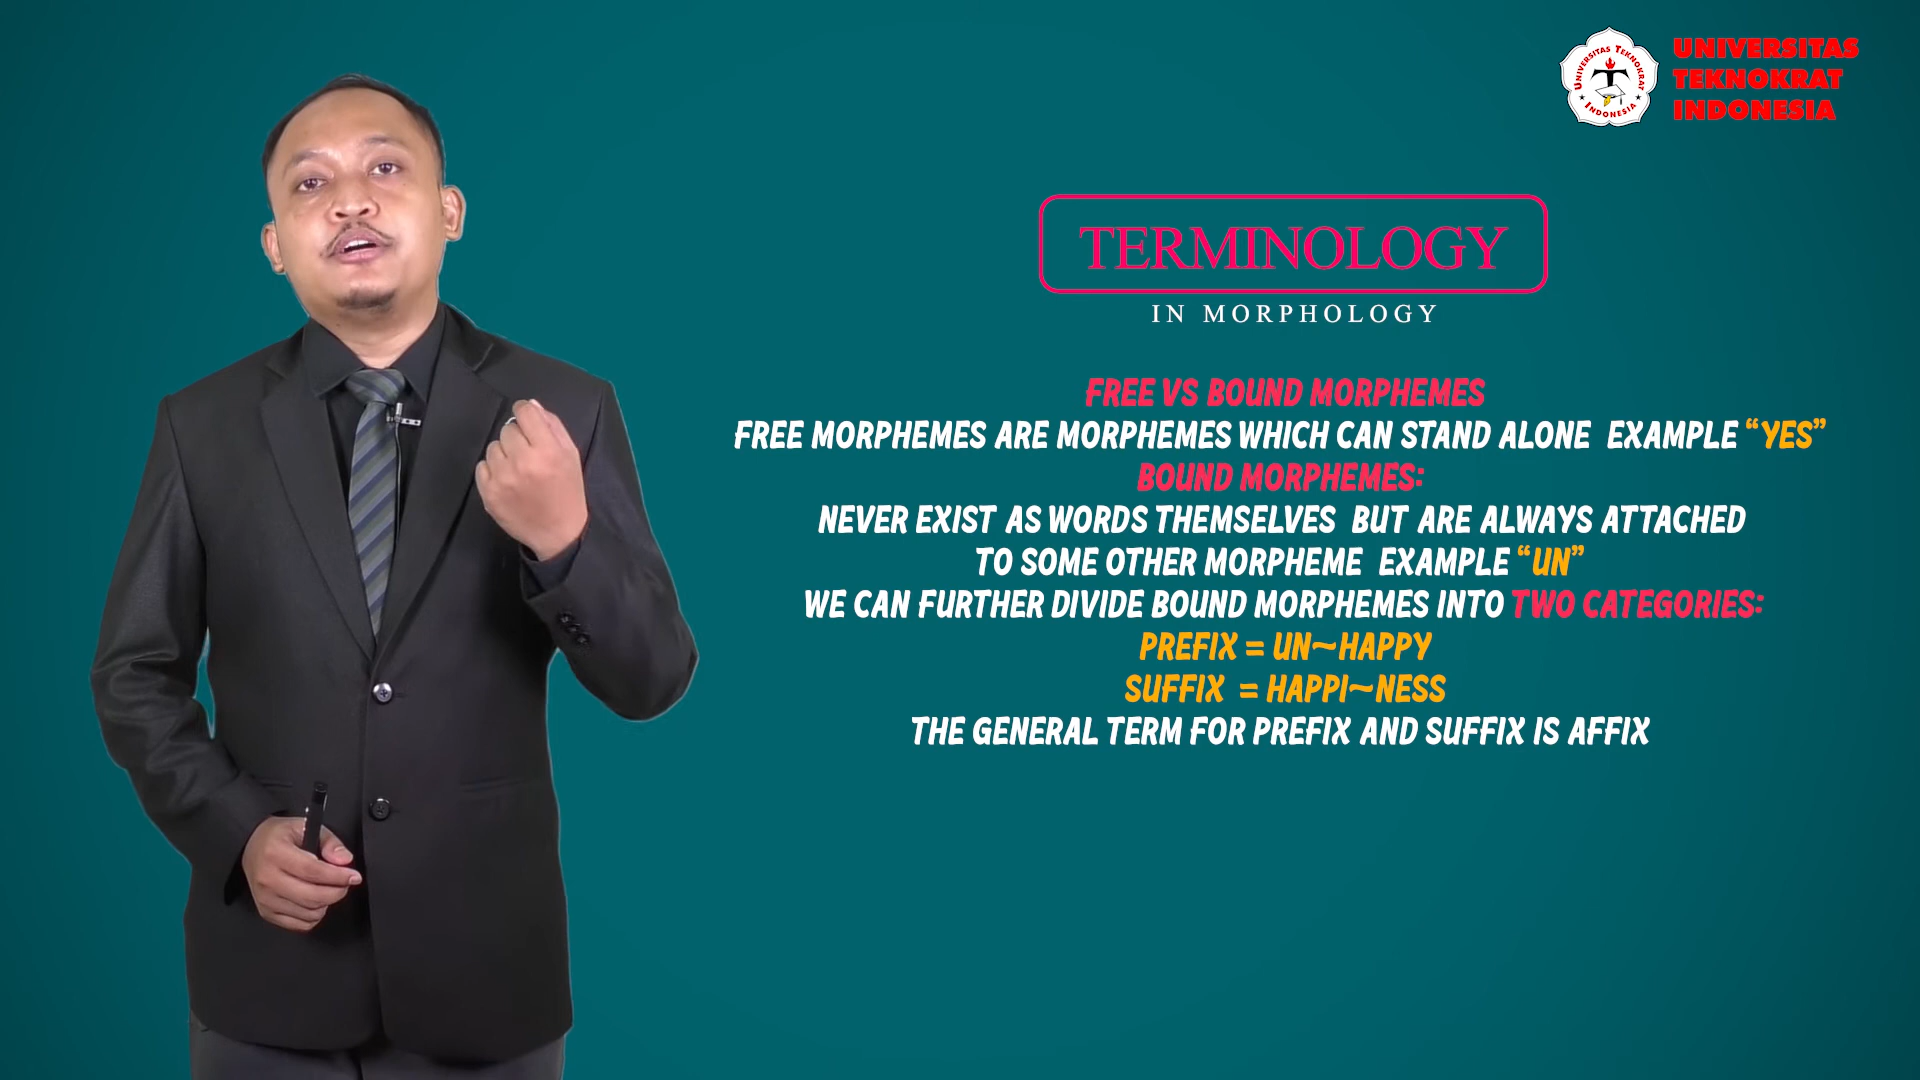 UNIVERSITAS TEKNOKRAT
INDONESIA
UNIVERSITAS
TEKNOKRAT
INDONESIA
TERMINOLOGY
IN MORPHOLOGY
FREE VS BOUND MORPHEMES
FREE MORPHEMES ARE MORPHEMES WHICH CAN STAND ALONE EXAMPLE “YES”
BOUND MORPHEMES:
NEVER EXIST AS WORDS THEMSELVES BUT ARE ALWAYS ATTACHED
TO SOME OTHER MORPHEME EXAMPLE “UN”
WE CAN FURTHER DIVIDE BOUND MORPHEMES INTO TWO CATEGORIES:
PREFIX = UN~HAPPY
SUFFIX = HAPPI~NESS
THE GENERAL TERM FOR PREFIX AND SUFFIX IS AFFIX